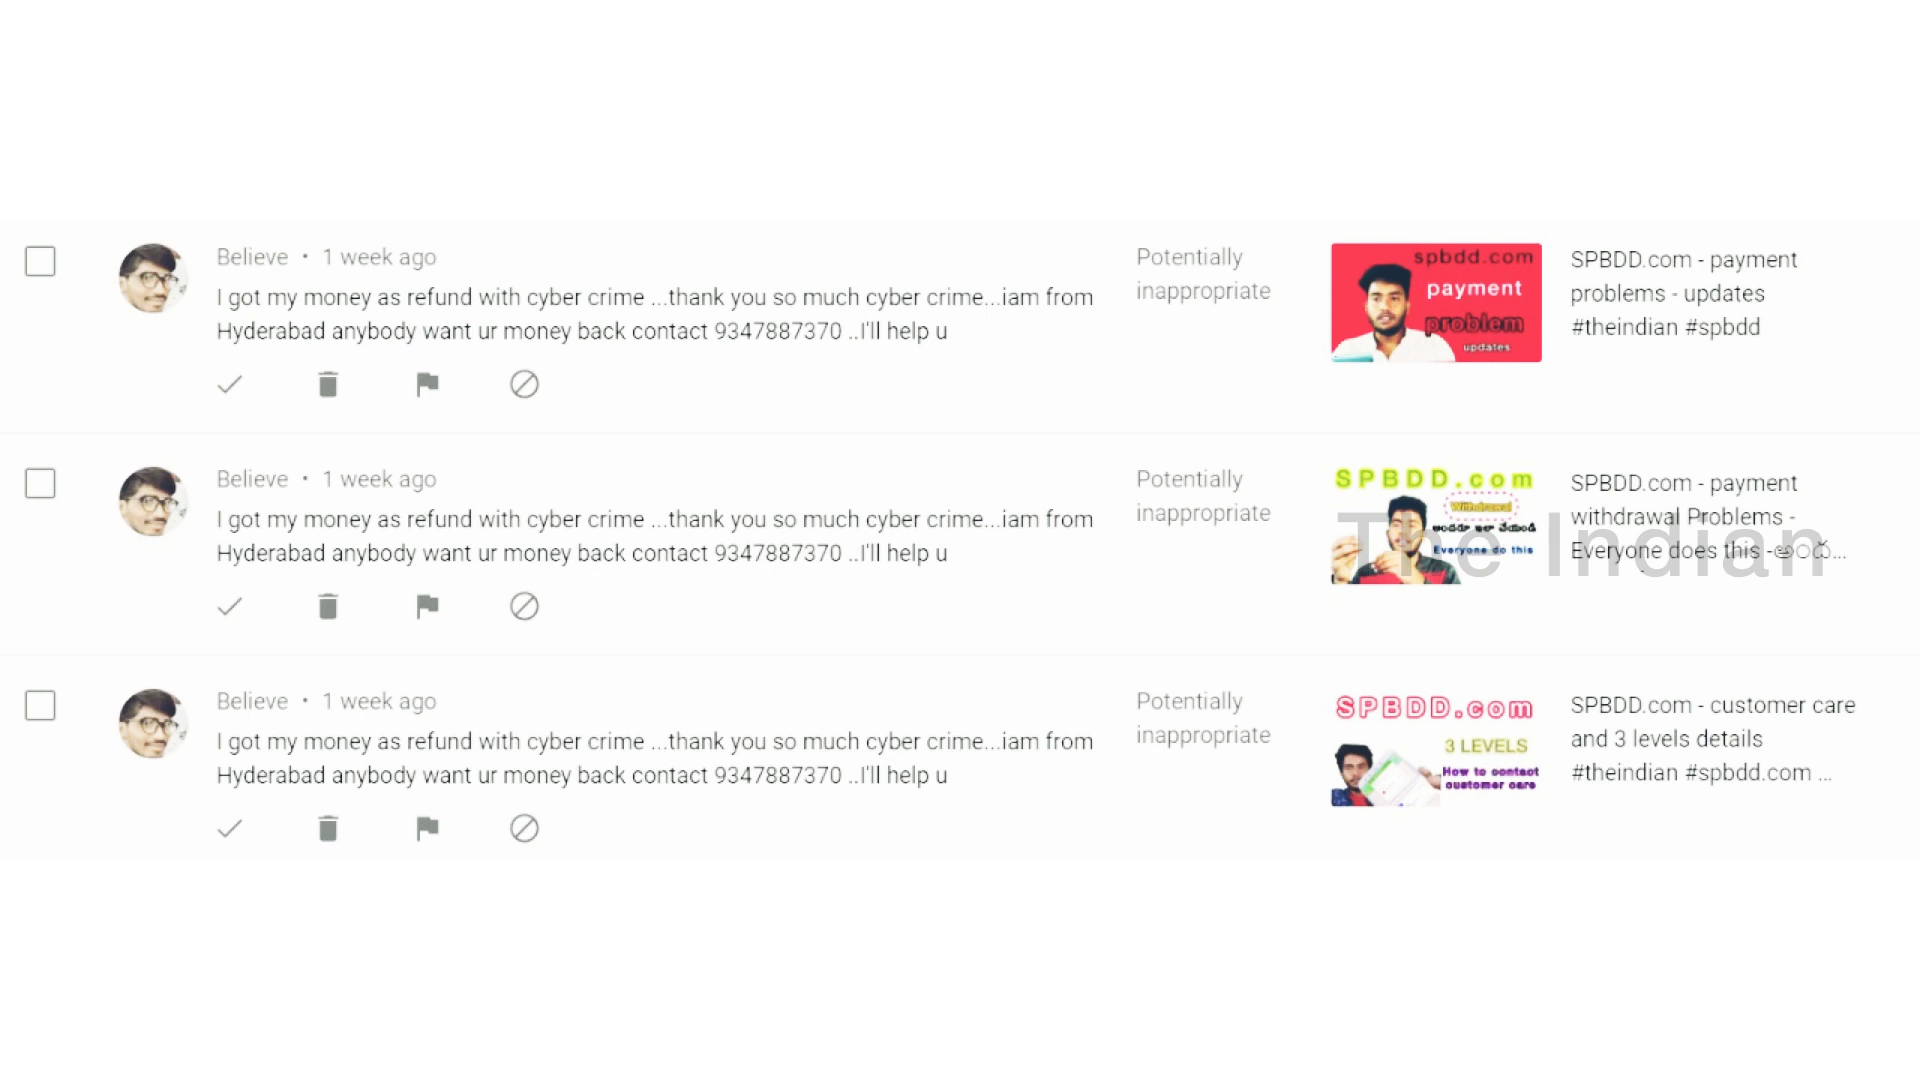 Believe • 1 week ago
I got my money as refund with cyber crime ...thank you so much cyber crime...iam from
Hyderabad anybody want ur money back contact 9347887370 ..I'll help u
Potentially
inappropriate
spbdd.com
payment
problem
updates
SPBDD.com - payment
problems - updates
#theindian #spbdd
Believe • 1 week ago
I got my money as refund with cyber crime ...thank you so much cyber crime...iam from
Hyderabad anybody want ur money back contact 9347887370 ..I'll help u
Potentially
inappropriate
SPBDD.com
Withdrawal
అందరూ ఇలా చేయండి
Everyone do this
SPBDD.com - payment
withdrawal Problems -
Everyone does this -అందు...
The Indian
Believe • 1 week ago
I got my money as refund with cyber crime ...thank you so much cyber crime...iam from
Hyderabad anybody want ur money back contact 9347887370 ..I'll help u
Potentially
inappropriate
SPBDD.com
3 LEVELS
How to contact
customer care
SPBDD.com - customer care
and 3 levels details
#theindian #spbdd.com ...